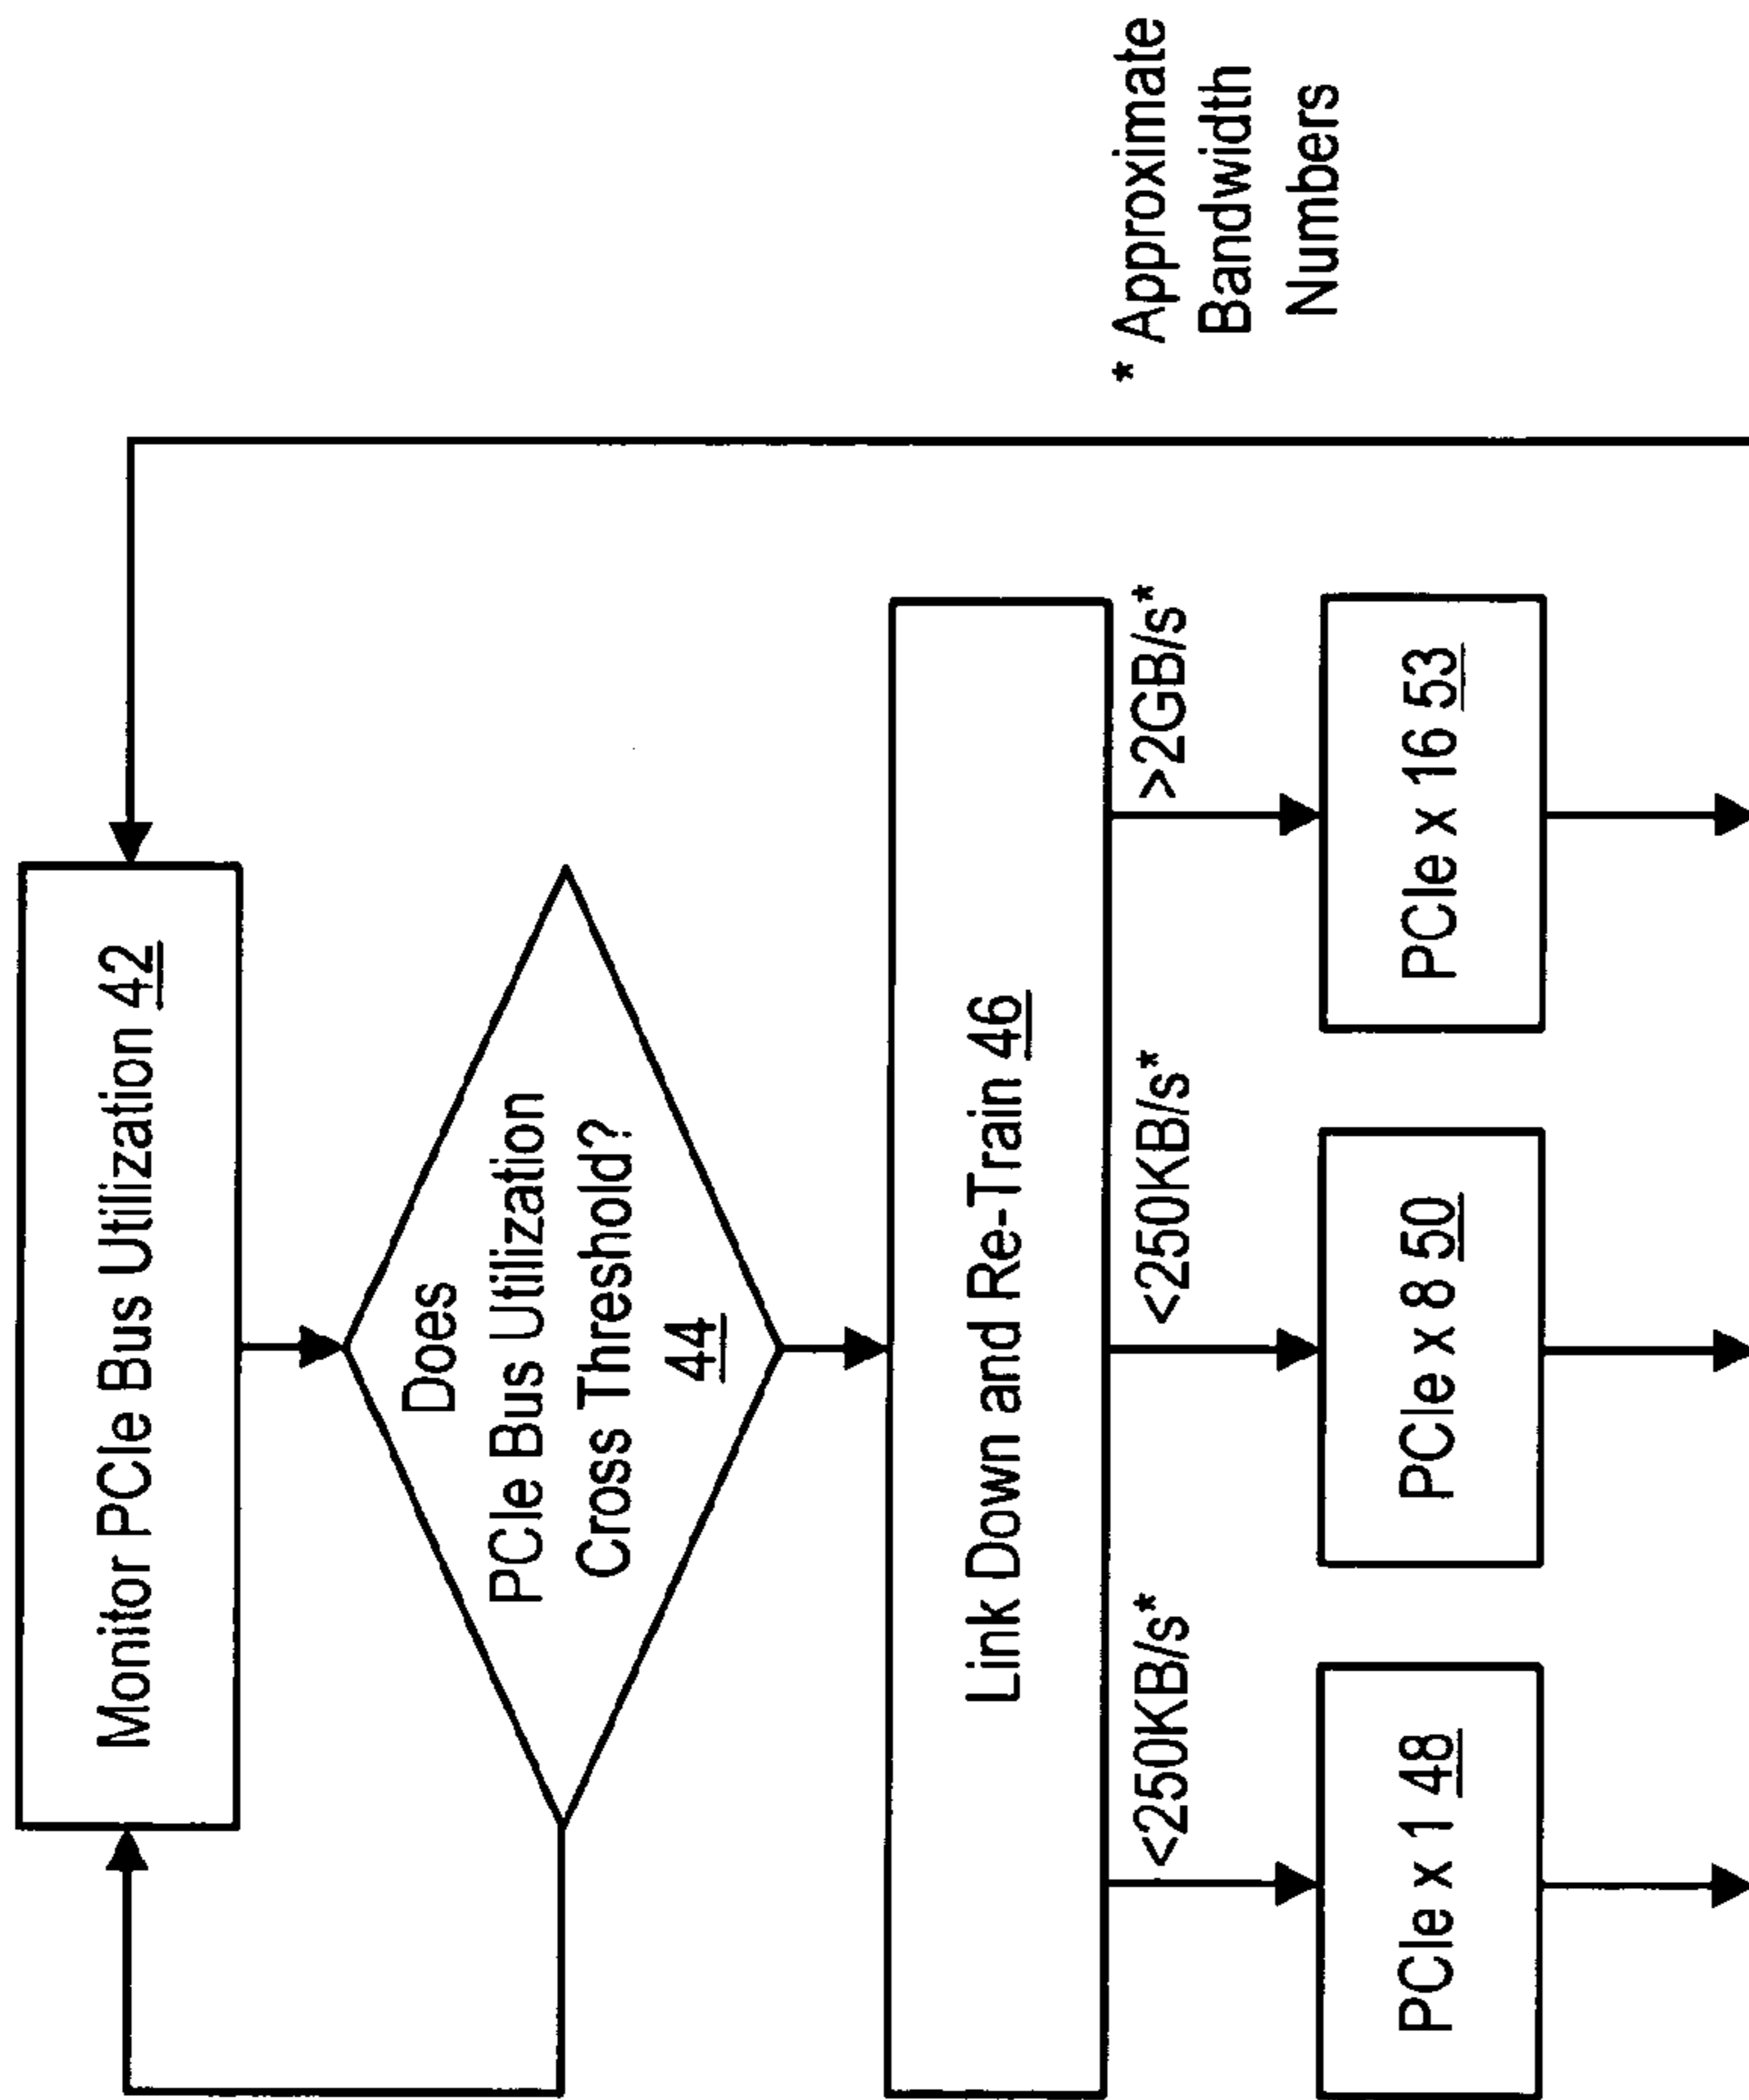 Monitor PCIe Bus Utilization 42
Does
PCIe Bus Utilization
Cross Threshold?
44
Link Down and Re-Train 46
<250KB/s*
<250KB/s*
>2GB/s*
PCIe x 1 48
PCIe x 8 50
PCIe x 16 53
* Approximate
Bandwidth
Numbers